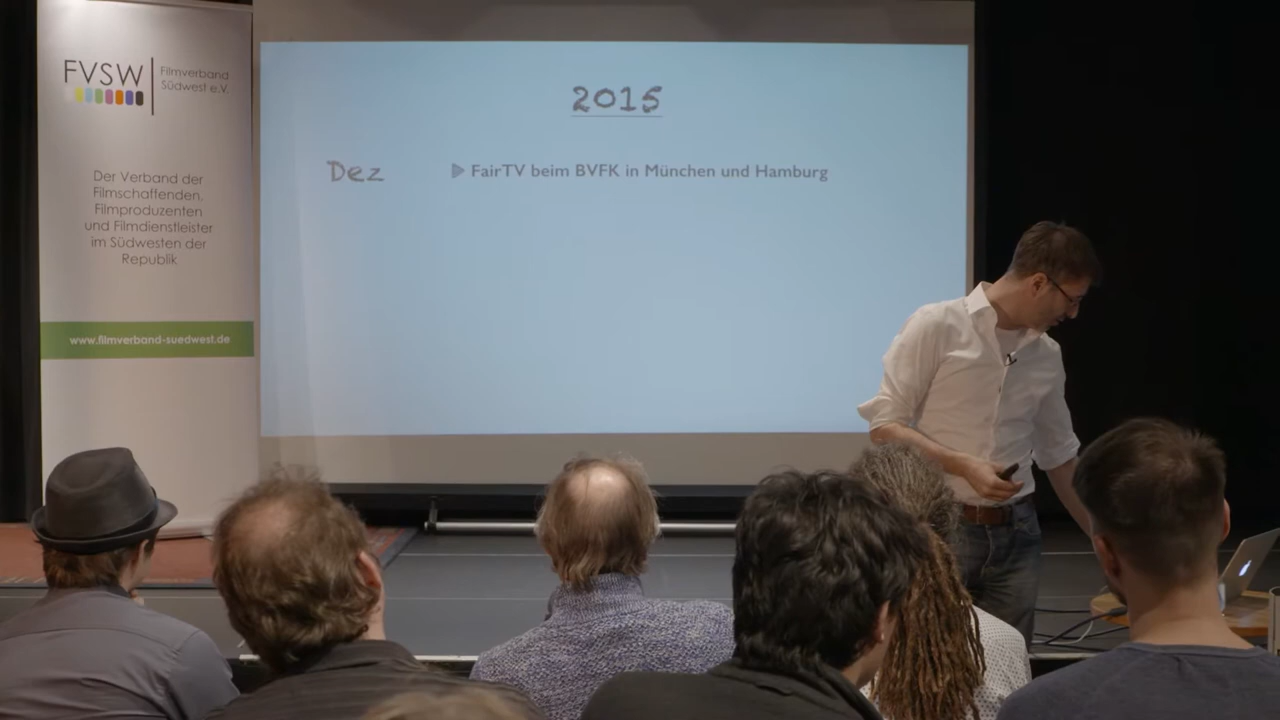 FVSW
Filmverband
Südwest e.V.
Der Verband der
Filmschaffenden,
Filmproduzenten
und Filmdienstleister
im Südwesten der
Republik
www.filmverband-suedwest.de
2015
Dez
FairTV beim BVFK in München und Hamburg